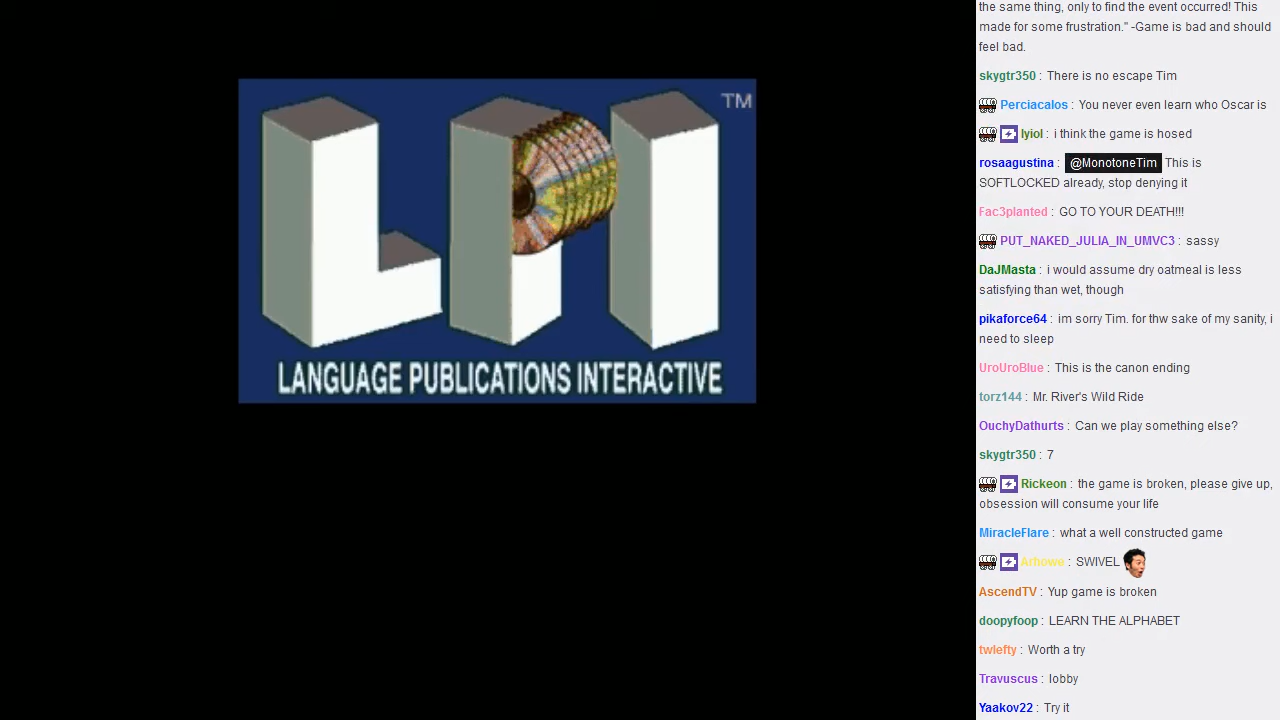 TM
LPI
LANGUAGE PUBLICATIONS INTERACTIVE
the same thing, only to find the event occurred! This
made for some frustration." -Game is bad and should
feel bad.
skygtr350 : There is no escape Tim
Perciacalos : You never even learn who Oscar is
lyiol : i think the game is hosed
rosaagustina : @MonotoneTim This is
SOFTLOCKED already, stop denying it
Fac3planted : GO TO YOUR DEATH!!!
PUT_NAKED_JULIA_IN_UMVC3 : sassy
DaJMasta : i would assume dry oatmeal is less
satisfying than wet, though
pikaforce64 : im sorry Tim. for thw sake of my sanity, i
need to sleep
UroUroBlue : This is the canon ending
torz144 : Mr. River's Wild Ride
OuchyDathurts : Can we play something else?
skygtr350 : 7
Rickeon : the game is broken, please give up,
obsession will consume your life
MiracleFlare : what a well constructed game
Arhowe : SWIVEL
AscendTV : Yup game is broken
doopyfoop : LEARN THE ALPHABET
twlefty : Worth a try
Travuscus : lobby
Yaakov22 : Try it